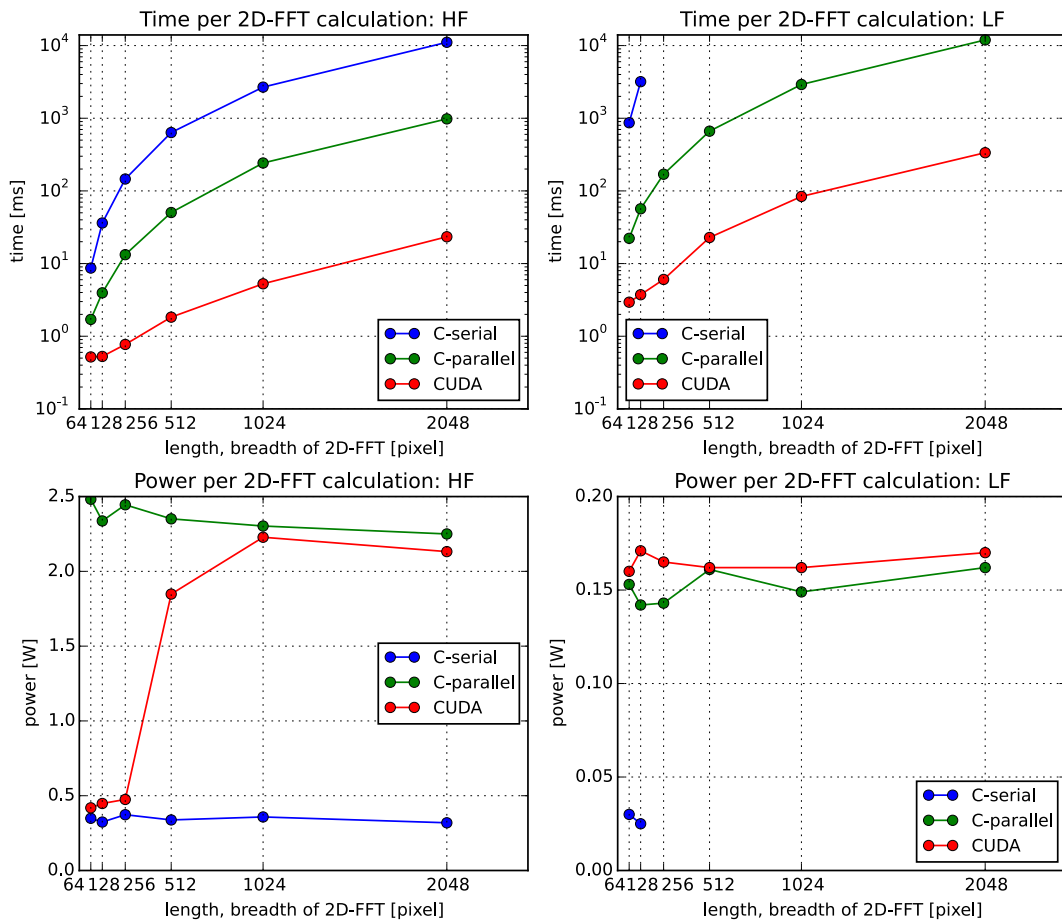 Time per 2D-FFT calculation: HF
10^4
10^3
10^2
10^1
10^0
10^-1
time [ms]
C-serial
C-parallel
CUDA
64 128 256 512 1024 2048
length, breadth of 2D-FFT [pixel]
Time per 2D-FFT calculation: LF
10^4
10^3
10^2
10^1
10^0
10^-1
time [ms]
C-serial
C-parallel
CUDA
64 128 256 512 1024 2048
length, breadth of 2D-FFT [pixel]
Power per 2D-FFT calculation: HF
2.5
2.0
1.5
1.0
0.5
0.0
power [W]
C-serial
C-parallel
CUDA
64 128 256 512 1024 2048
length, breadth of 2D-FFT [pixel]
Power per 2D-FFT calculation: LF
0.20
0.15
0.10
0.05
0.00
power [W]
C-serial
C-parallel
CUDA
64 128 256 512 1024 2048
length, breadth of 2D-FFT [pixel]